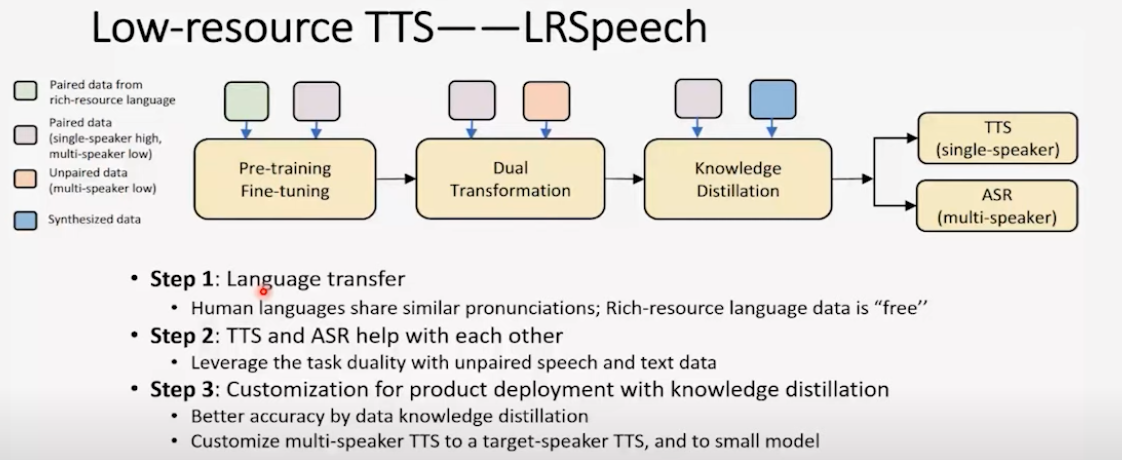 Low-resource TTS——LRSpeech
Paired data from
rich-resource language
Paired data
(single-speaker high,
multi-speaker low)
Unpaired data
(multi-speaker low)
Synthesized data
Pre-training
Fine-tuning
Dual
Transformation
Knowledge
Distillation
TTS
(single-speaker)
ASR
(multi-speaker)
• Step 1: Language transfer
• Human languages share similar pronunciations; Rich-resource language data is “free’’
• Step 2: TTS and ASR help with each other
• Leverage the task duality with unpaired speech and text data
• Step 3: Customization for product deployment with knowledge distillation
• Better accuracy by data knowledge distillation
• Customize multi-speaker TTS to a target-speaker TTS, and to small model